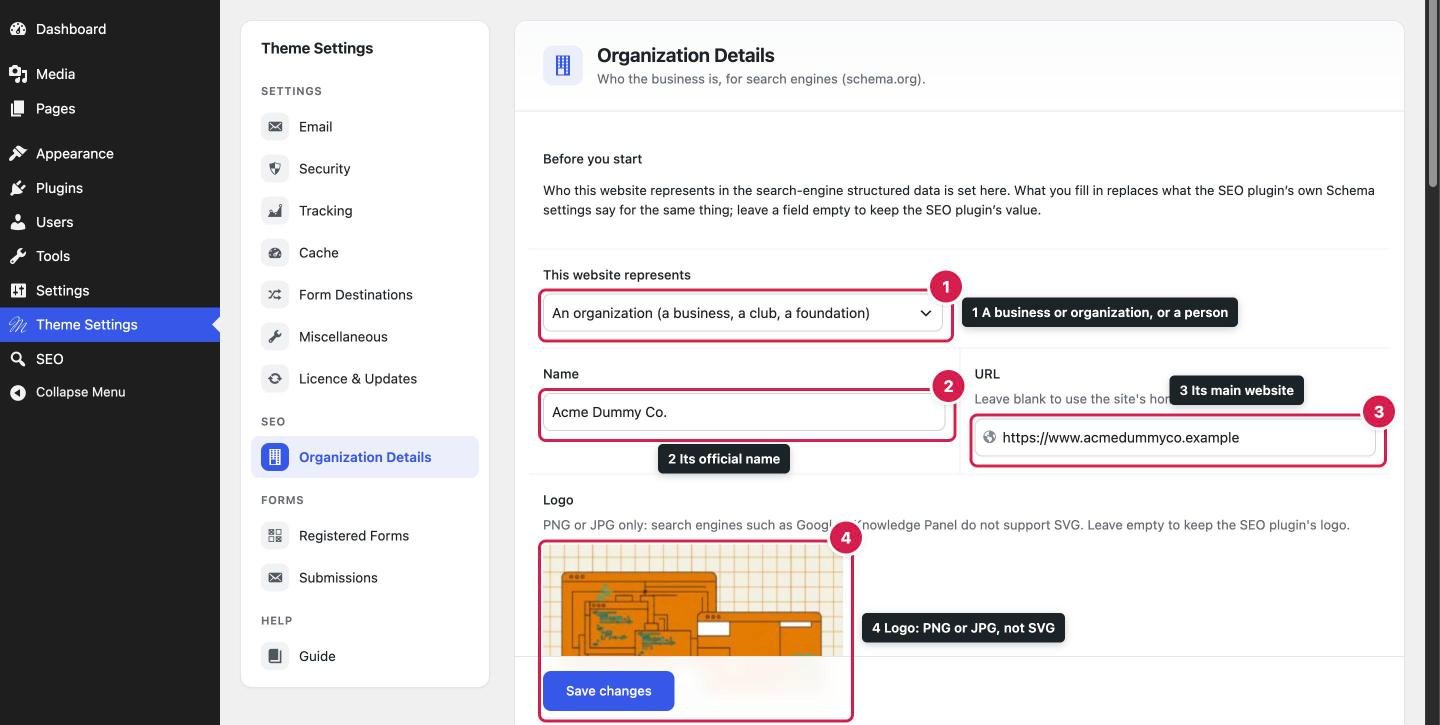 Dashboard
Media
Pages
Appearance
Plugins
Users
Tools
Settings
Theme Settings
SEO
Collapse Menu
Theme Settings
SETTINGS
Email
Security
Tracking
Cache
Form Destinations
Miscellaneous
Licence & Updates
SEO
Organization Details
FORMS
Registered Forms
Submissions
HELP
Guide
Organization Details
Who the business is, for search engines (schema.org).
Before you start
Who this website represents in the search-engine structured data is set here. What you fill in replaces what the SEO plugin's own Schema
settings say for the same thing; leave a field empty to keep the SEO plugin's value.
This website represents
1
An organization (a business, a club, a foundation)
1 A business or organization, or a person
Name
2
Acme Dummy Co.
2 Its official name
URL
Leave blank to use the site's
3 Its main website
3
https://www.acmedummyco.example
Logo
PNG or JPG only: search engines such as Knowledge Panel do not support SVG. Leave empty to keep the SEO plugin's logo.
4
4 Logo: PNG or JPG, not SVG
Save changes